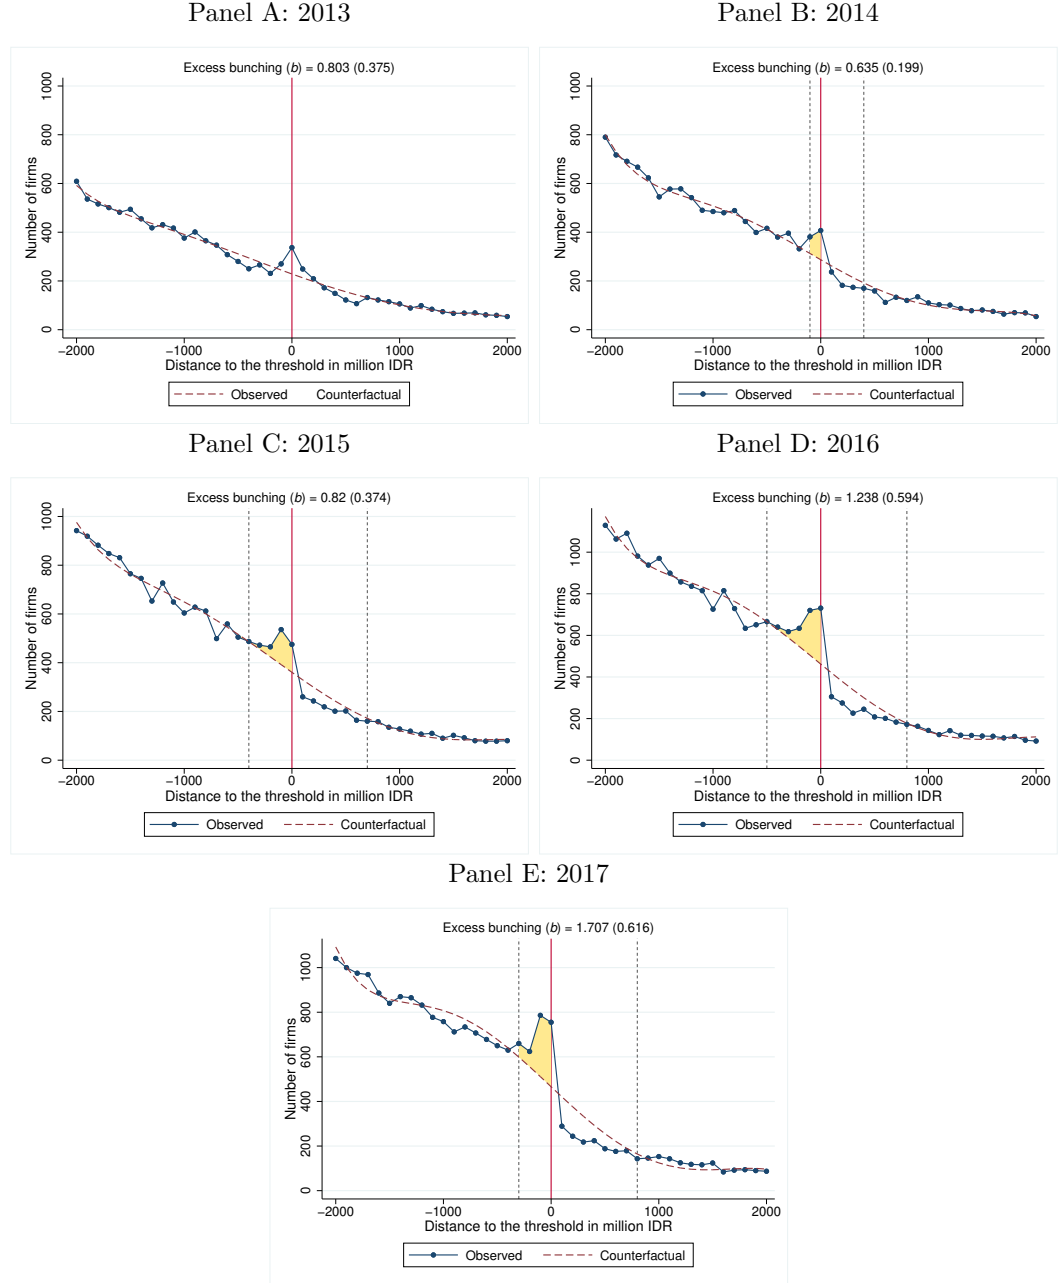 Panel A: 2013
Excess bunching (b) = 0.803 (0.375)
Number of firms
1000
800
600
400
200
0
−2000 −1000 0 1000 2000
Distance to the threshold in million IDR
Observed Counterfactual
Panel B: 2014
Excess bunching (b) = 0.635 (0.199)
Number of firms
1000
800
600
400
200
0
−2000 −1000 0 1000 2000
Distance to the threshold in million IDR
Observed Counterfactual
Panel C: 2015
Excess bunching (b) = 0.82 (0.374)
Number of firms
1000
800
600
400
200
0
−2000 −1000 0 1000 2000
Distance to the threshold in million IDR
Observed Counterfactual
Panel D: 2016
Excess bunching (b) = 1.238 (0.594)
Number of firms
1000
800
600
400
200
0
−2000 −1000 0 1000 2000
Distance to the threshold in million IDR
Observed Counterfactual
Panel E: 2017
Excess bunching (b) = 1.707 (0.616)
Number of firms
1000
800
600
400
200
0
−2000 −1000 0 1000 2000
Distance to the threshold in million IDR
Observed Counterfactual